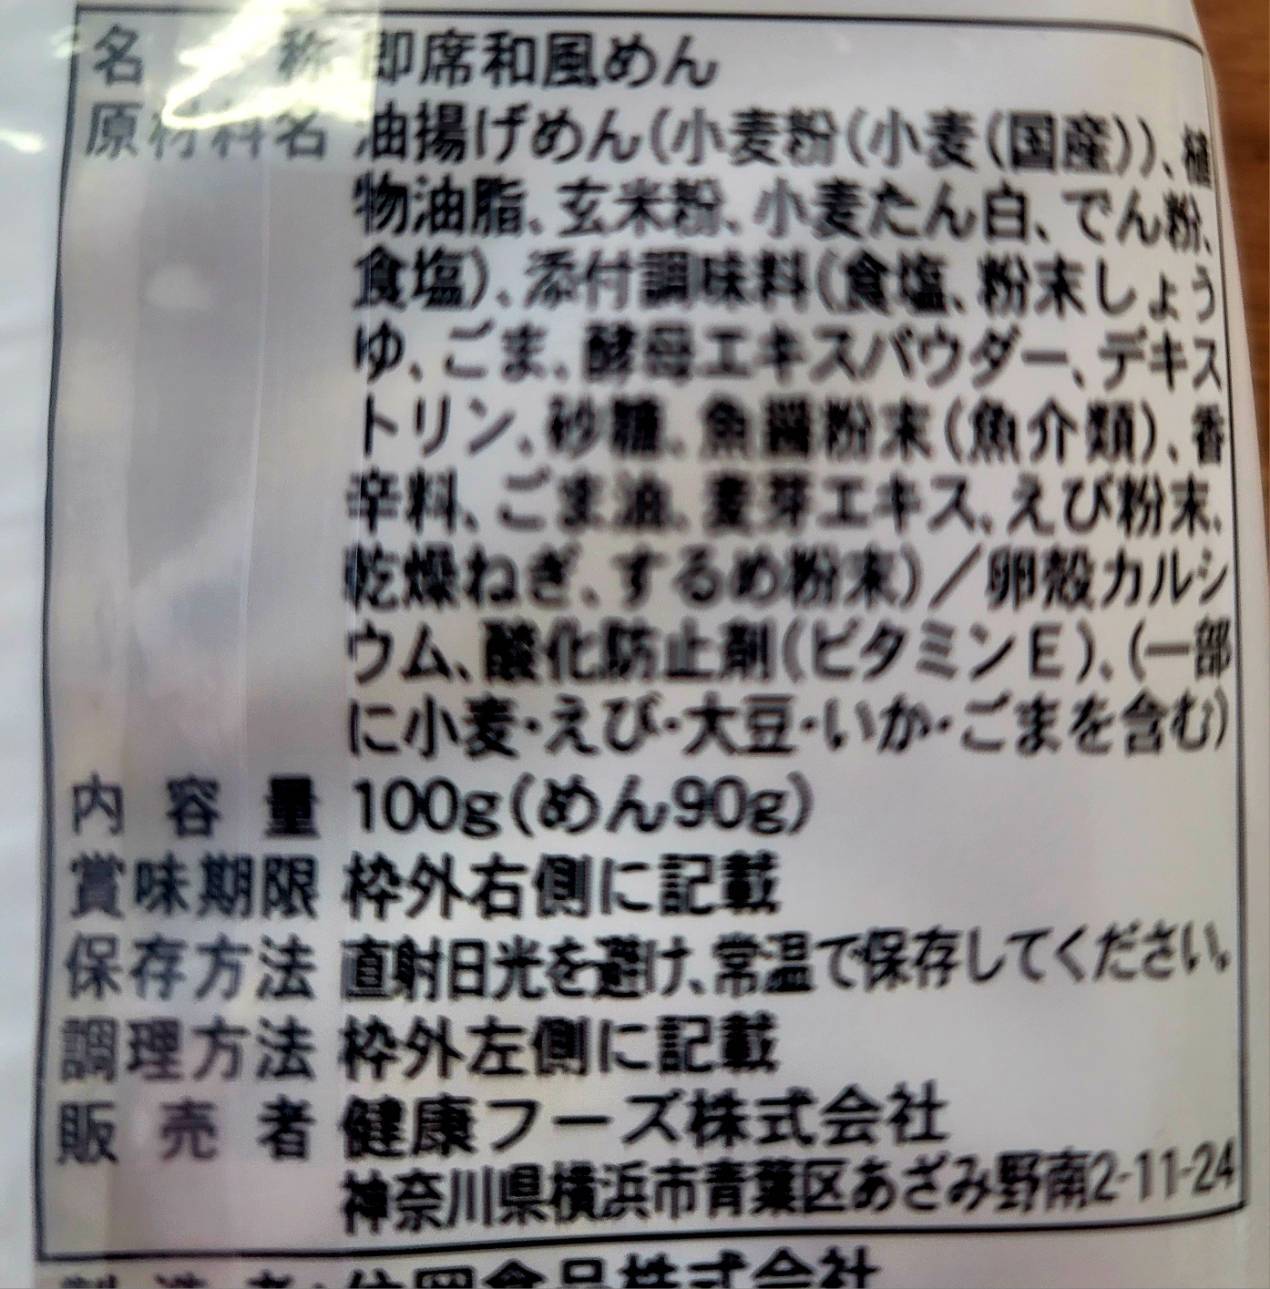 名称 即席和風めん
原材料名 油揚げめん(小麦粉(小麦(国産))、植
物油脂、玄米粉、小麦たん白、でん粉、
食塩)、添付調味料(食塩、粉末しょう
ゆ、ごま、酵母エキスパウダー、デキス
トリン、砂糖、魚醤粉末(魚介類)、香
辛料、ごま油、麦芽エキス、えび粉末、
乾燥ねぎ、するめ粉末)/卵殻カルシ
ウム、酸化防止剤(ビタミンE)、(一部
に小麦・えび・大豆・いか・ごまを含む)
内容量 100g(めん90g)
賞味期限 枠外右側に記載
保存方法 直射日光を避け、常温で保存してください。
調理方法 枠外左側に記載
販売者 健康フーズ株式会社
神奈川県横浜市青葉区あざみ野南2-11-24
製造者:  食品株式会社